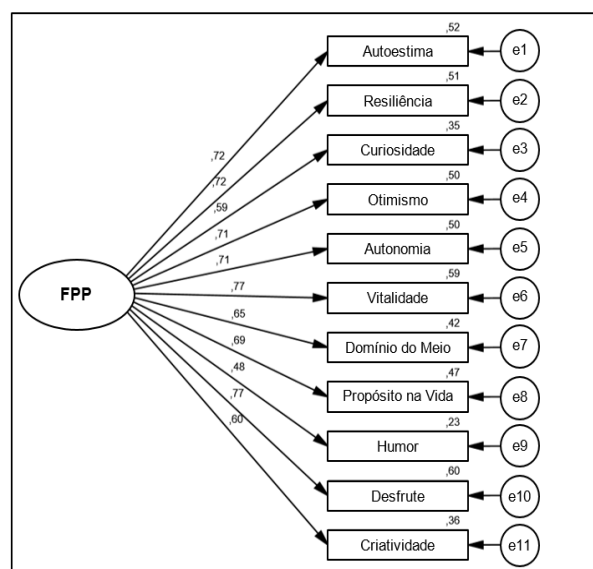 ,52
Autoestima
e1
,51
Resiliência
e2
,72
,35
Curiosidade
e3
,72
,50
Otimismo
e4
,59
,71
,50
Autonomia
e5
,71
FPP
,77
,59
Vitalidade
e6
,65
,42
Domínio do Meio
e7
,69
,47
Propósito na Vida
e8
,48
,23
Humor
e9
,77
,60
Desfrute
e10
,60
,36
Criatividade
e11